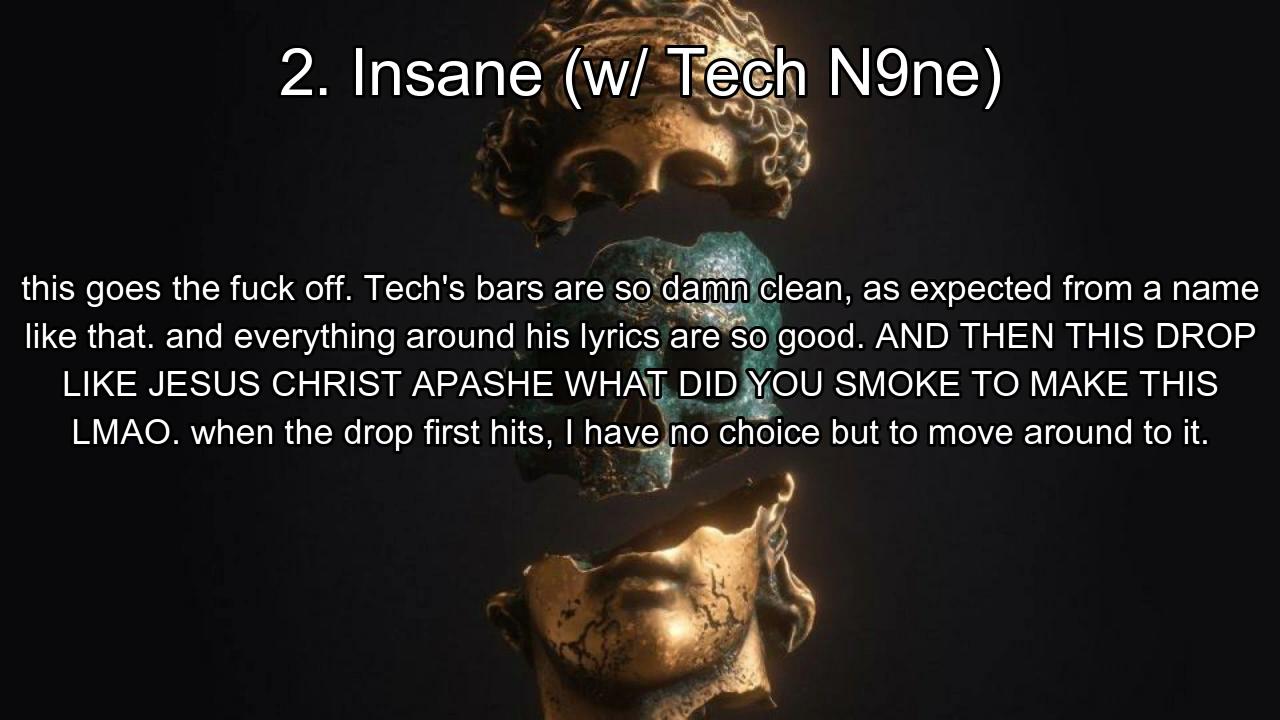 2. Insane (w/ Tech N9ne)
this goes the fuck off. Tech's bars are so damn clean, as expected from a name
like that. and everything around his lyrics are so good. AND THEN THIS DROP
LIKE JESUS CHRIST APASHE WHAT DID YOU SMOKE TO MAKE THIS
LMAO. when the drop first hits, I have no choice but to move around to it.